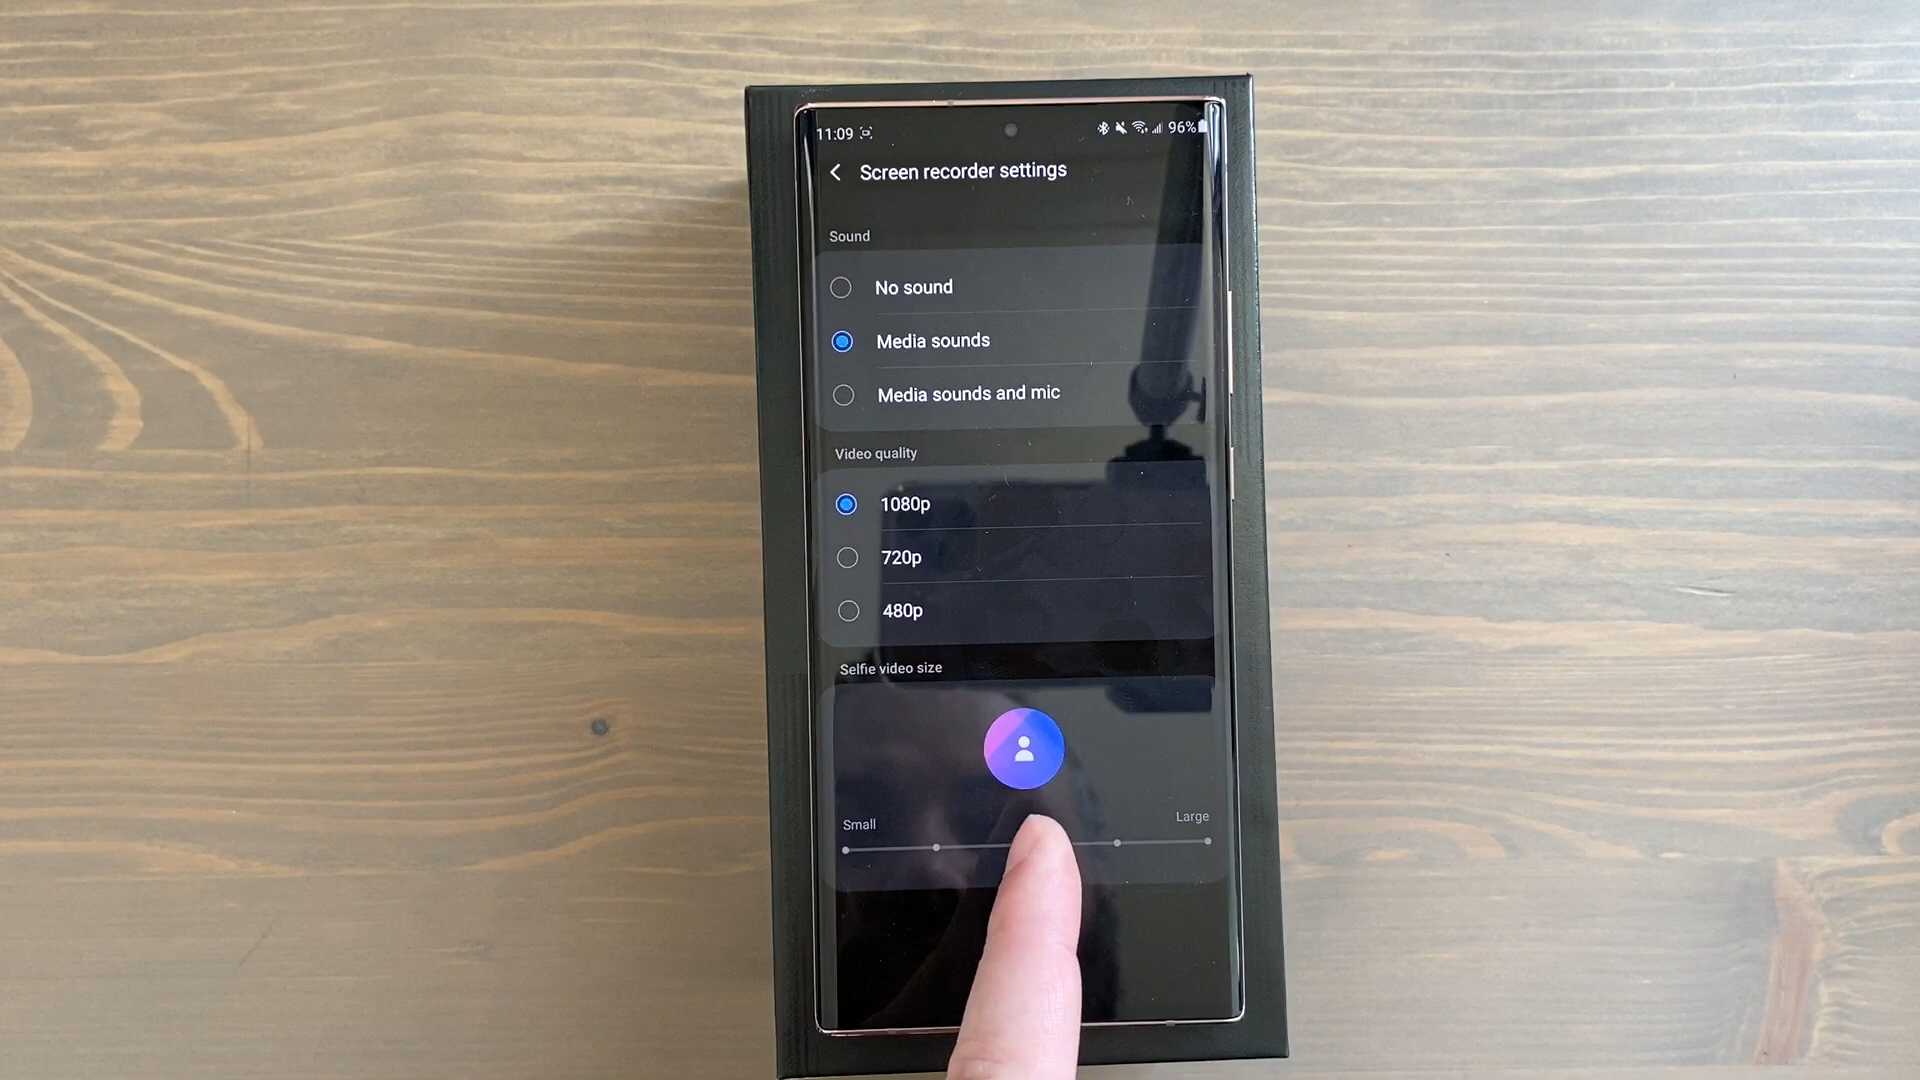 11:09 96%
Screen recorder settings
Sound
No sound
Media sounds
Media sounds and mic
Video quality
1080p
720p
480p
Selfie video size
Small Large